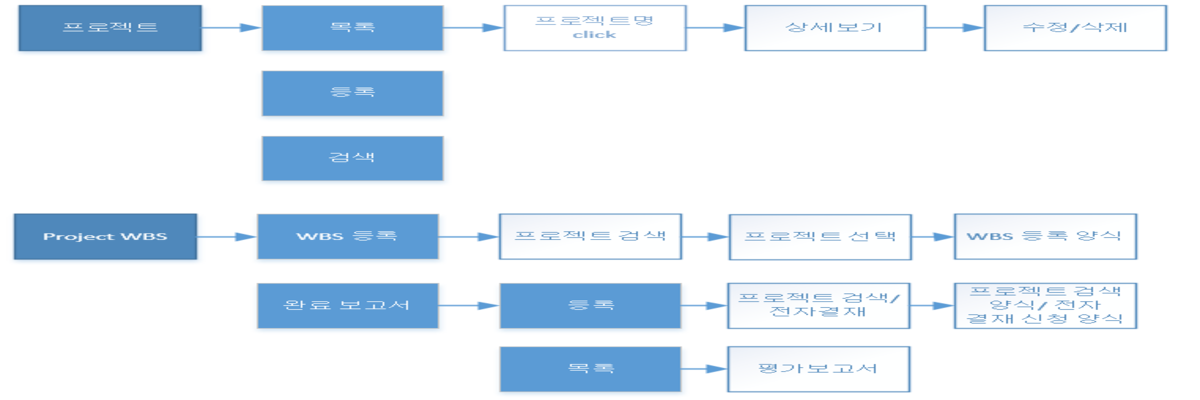 프로젝트
목록
프로젝트명
click
상세보기
수정/삭제
등록
검색
Project WBS
WBS 등록
프로젝트 검색
프로젝트 선택
WBS 등록 양식
완료 보고서
등록
프로젝트 검색/
전자결재
프로젝트 검색
양식/ 전자
결재 신청 양식
목록
평가보고서